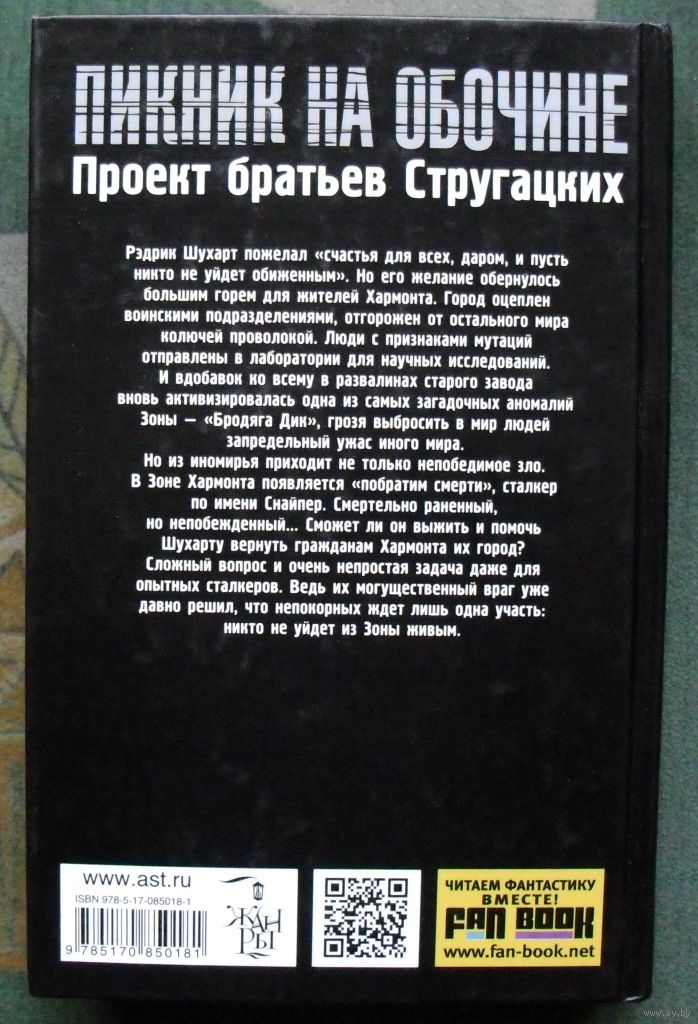 ПИКНИК НА ОБОЧИНЕ
Проект братьев Стругацких
Рэдрик Шухарт пожелал «счастья для всех, даром, и пусть
никто не уйдет обиженным». Но его желание обернулось
большим горем для жителей Хармонта. Город оцеплен
воинскими подразделениями, отгорожен от остального мира
колючей проволокой. Люди с признаками мутаций
отправлены в лаборатории для научных исследований.
И вдобавок ко всему в развалинах старого завода
вновь активизировалась одна из самых загадочных аномалий
Зоны — «Бродяга Дик», грозя выбросить в мир людей
запредельный ужас иного мира.
Но из иномирья приходит не только непобедимое зло.
В Зоне Хармонта появляется «побратим смерти», сталкер
по имени Снайпер. Смертельно раненный,
но непобежденный... Сможет ли он выжить и помочь
Шухарту вернуть гражданам Хармонта их город?
Сложный вопрос и очень непростая задача даже для
опытных сталкеров. Ведь их могущественный враг уже
давно решил, что непокорных ждет лишь одна участь:
никто не уйдет из Зоны живым.
www.ast.ru
ISBN 978-5-17-085018-1
9 785170 850181
ЖАНРЫ
ЧИТАЕМ ФАНТАСТИКУ
ВМЕСТЕ!
FAN BOOK
www.fan-book.net
www.ay.by